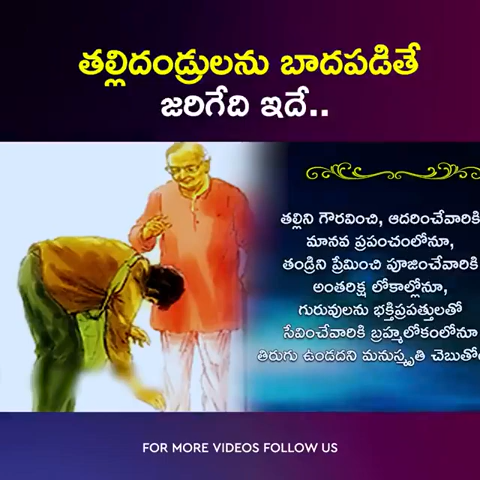 తల్లిదండ్రులను బాదపడితే
జరిగేది ఇదే..
తల్లిని గౌరవించి, ఆదరించేవారికి
మానవ ప్రపంచంలోనూ,
తండ్రిని ప్రేమించి పూజించేవారికి
అంతరిక్ష లోకాల్లోనూ,
గురువులను భక్తిప్రపత్తులతో
సేవించేవారికి బ్రహ్మలోకంలోనూ
తిరుగు ఉండదని మనుస్మృతి
FOR MORE VIDEOS FOLLOW US